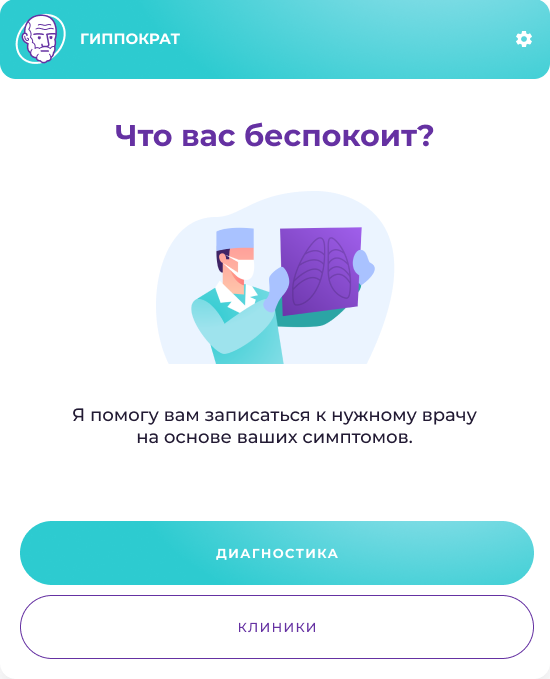 ГИППОКРАТ
Что вас беспокоит?
Я помогу вам записаться к нужному врачу
на основе ваших симптомов.
ДИАГНОСТИКА
КЛИНИКИ